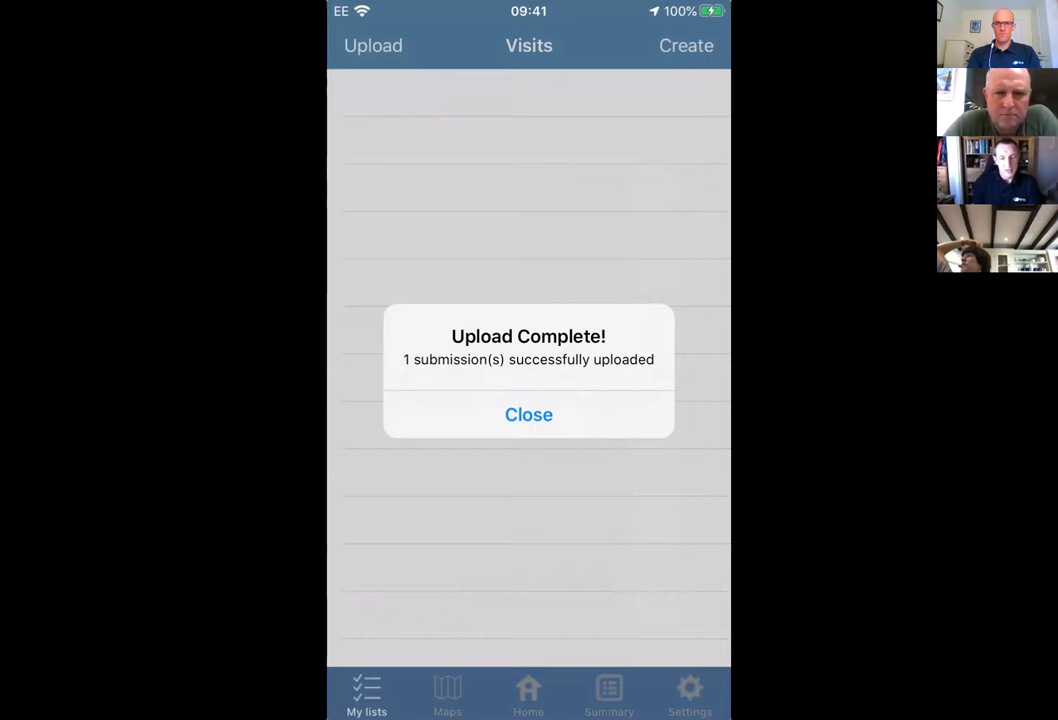 EE 09:41 100%
Upload Visits Create
Upload Complete!
1 submission(s) successfully uploaded
Close
My lists Maps Home Summary Settings